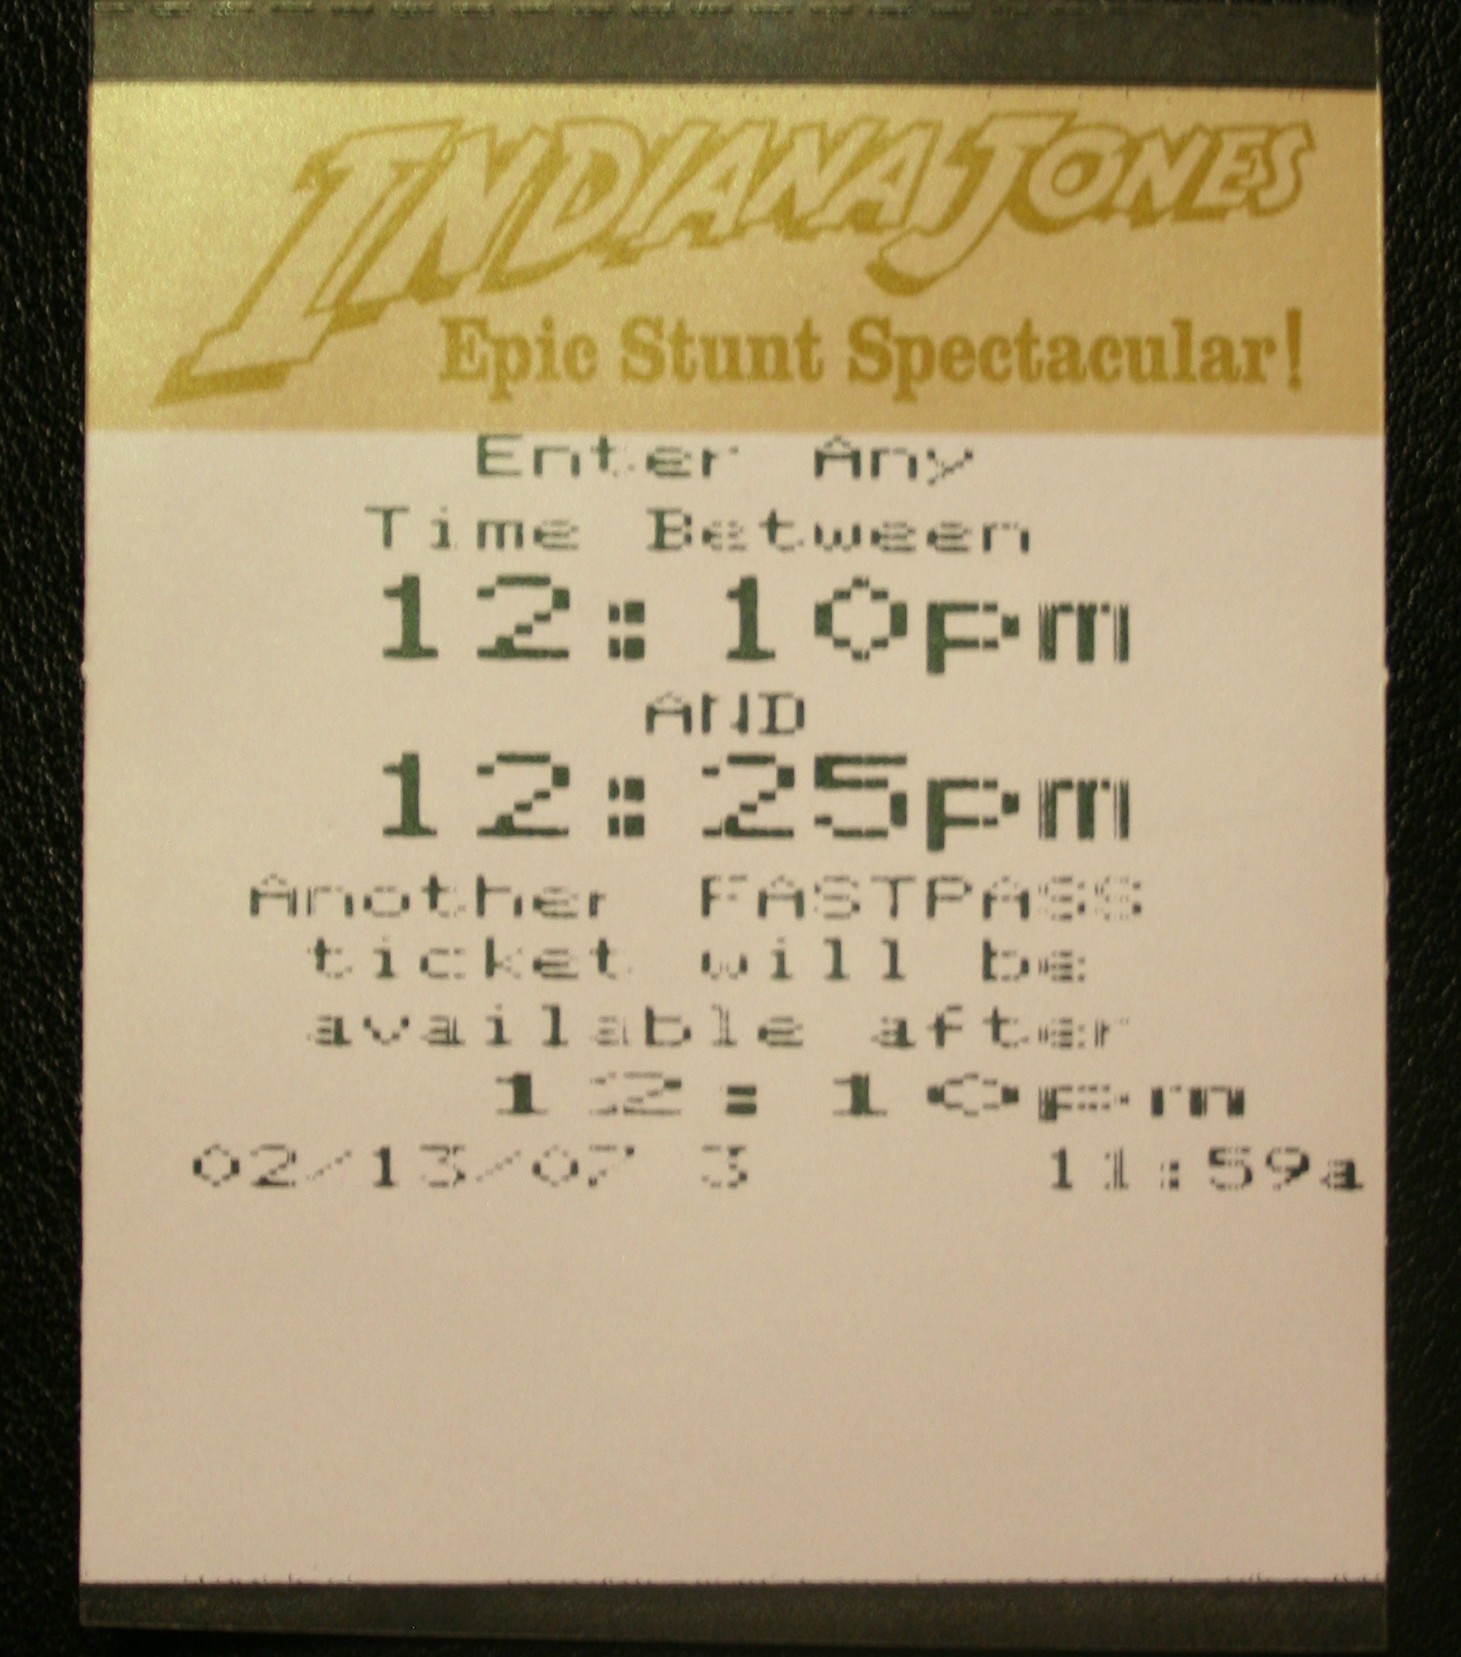 INDIANA JONES
Epic Stunt Spectacular!
Enter Any
Time Between
12:10pm
AND
12:25pm
Another FASTPASS
ticket will be
available after
12:10pm
02/13/07 3 11:59a